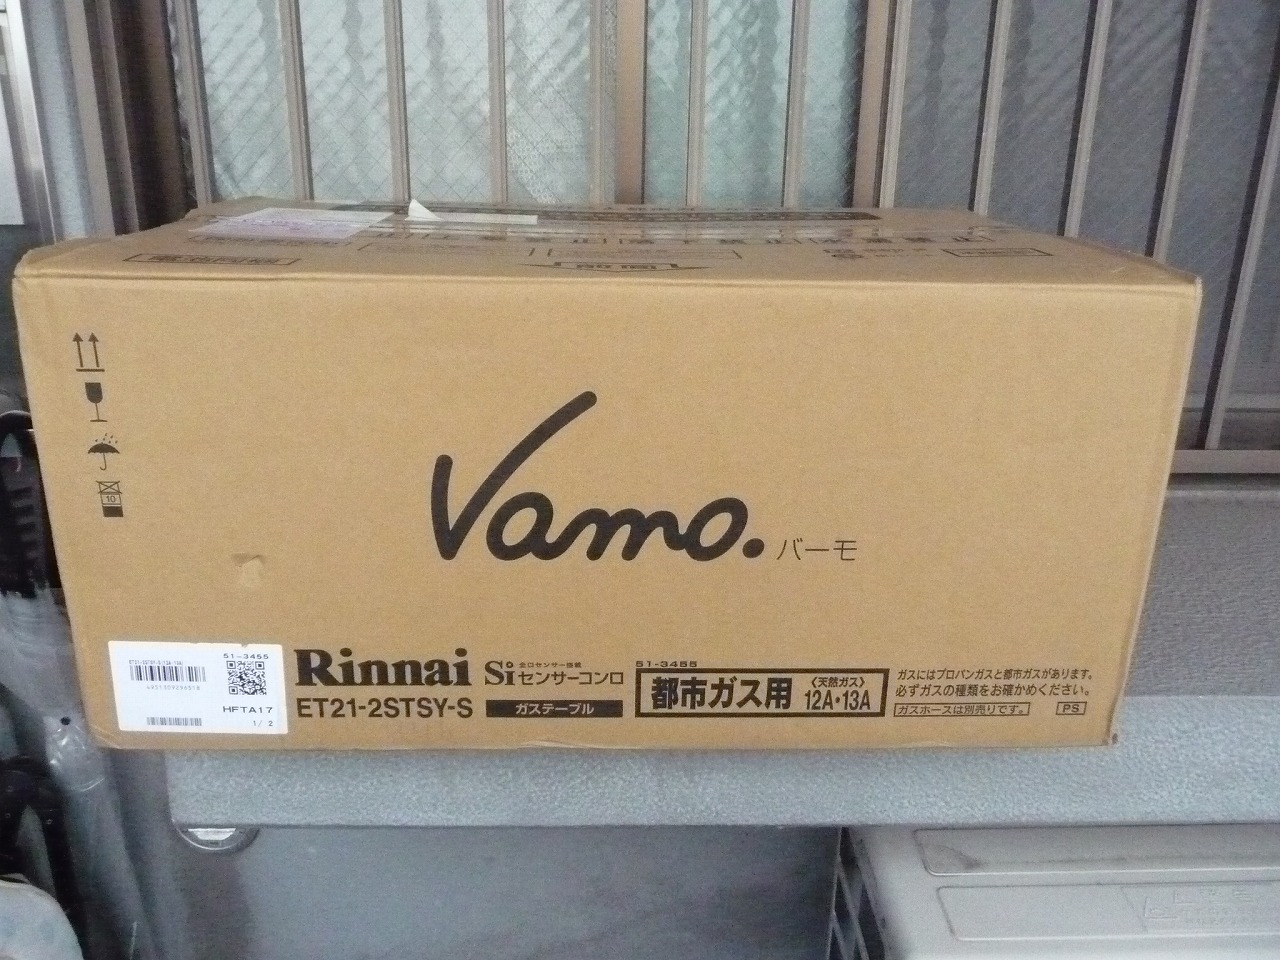 10
Vamo.
バーモ
51-3455
4951309296518
HFTA17
1/2
Rinnai
Si 全口センサー搭載 センサーコンロ
ET21-2STSY-S
ガステーブル
51-3455
都市ガス用 〈天然ガス〉 12A・13A
ガスにはプロパンガスと都市ガスがあります。
必ずガスの種類をお確かめください。
ガスホースは別売りです。
PS